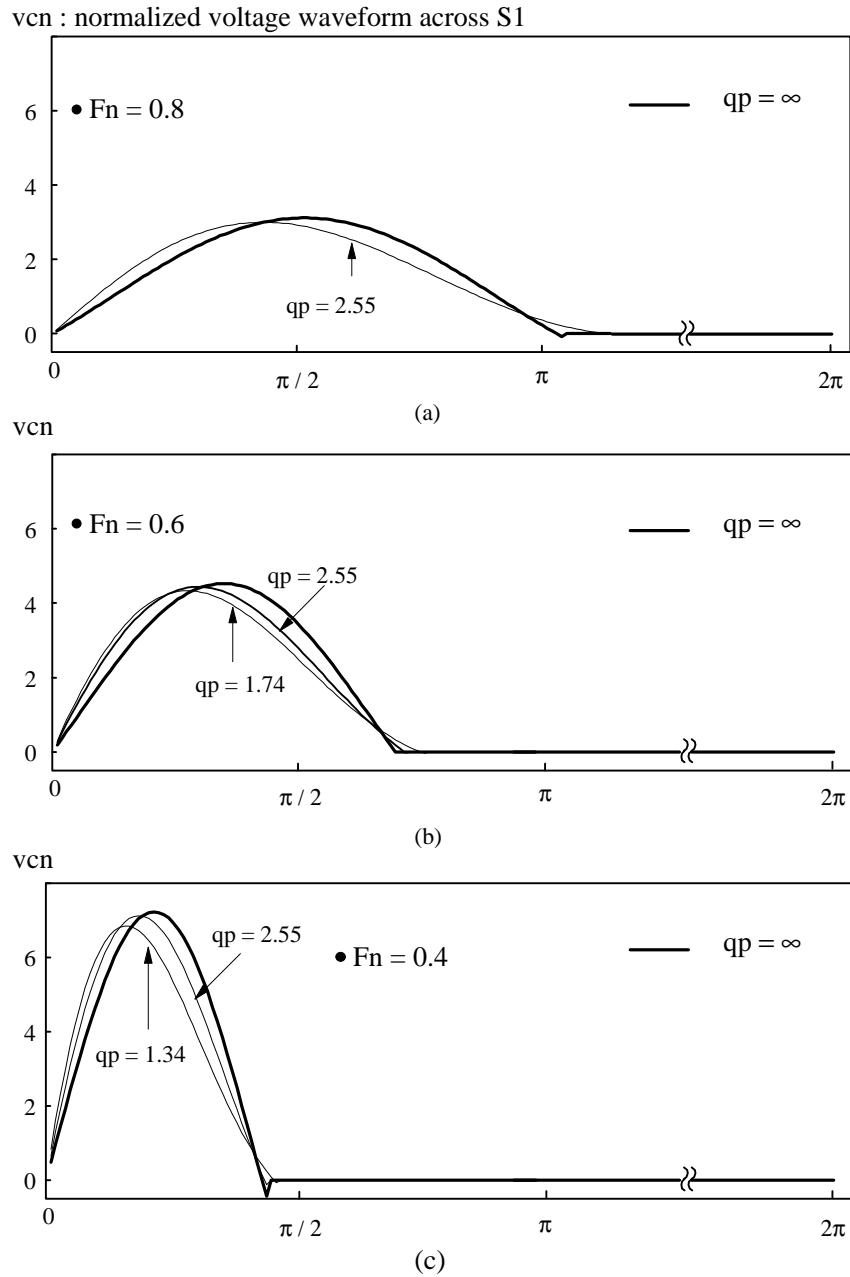 vcn : normalized voltage waveform across S1
6
• Fn = 0.8
qp = ∞
4
2
qp = 2.55
0
0
π / 2
π
2π
(a)
vcn
6
• Fn = 0.6
qp = ∞
qp = 2.55
4
2
qp = 1.74
0
0
π / 2
π
2π
(b)
vcn
6
qp = 2.55
• Fn = 0.4
qp = ∞
4
qp = 1.34
2
0
0
π / 2
π
2π
(c)